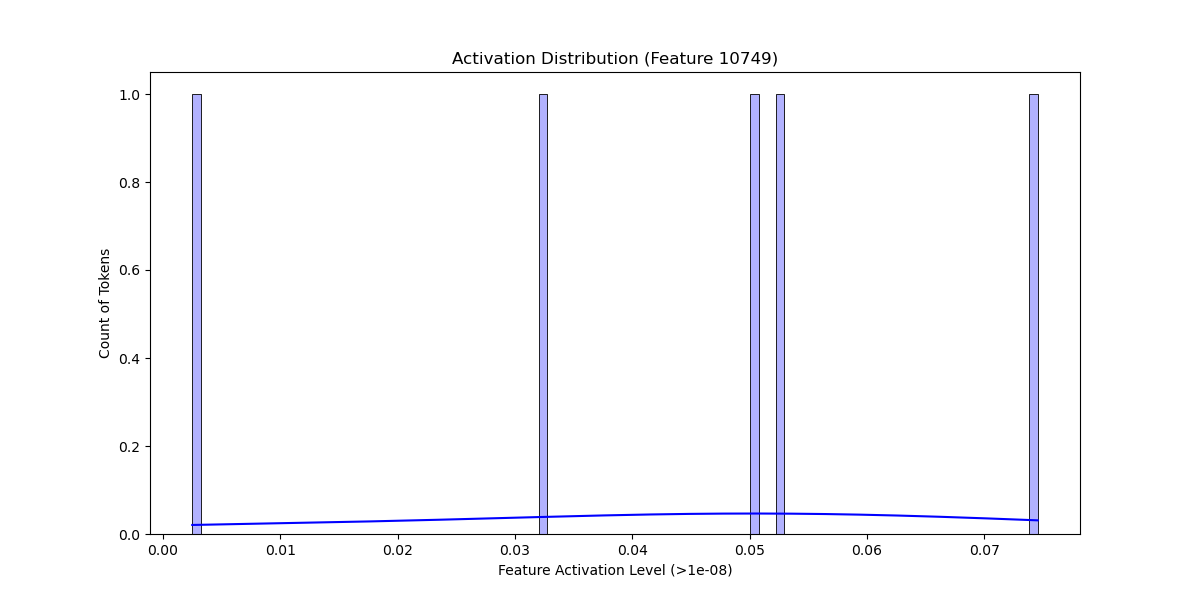 Activation Distribution (Feature 10749)
1.0
0.8
0.6
0.4
0.2
0.0
Count of Tokens
0.00 0.01 0.02 0.03 0.04 0.05 0.06 0.07
Feature Activation Level (>1e-08)